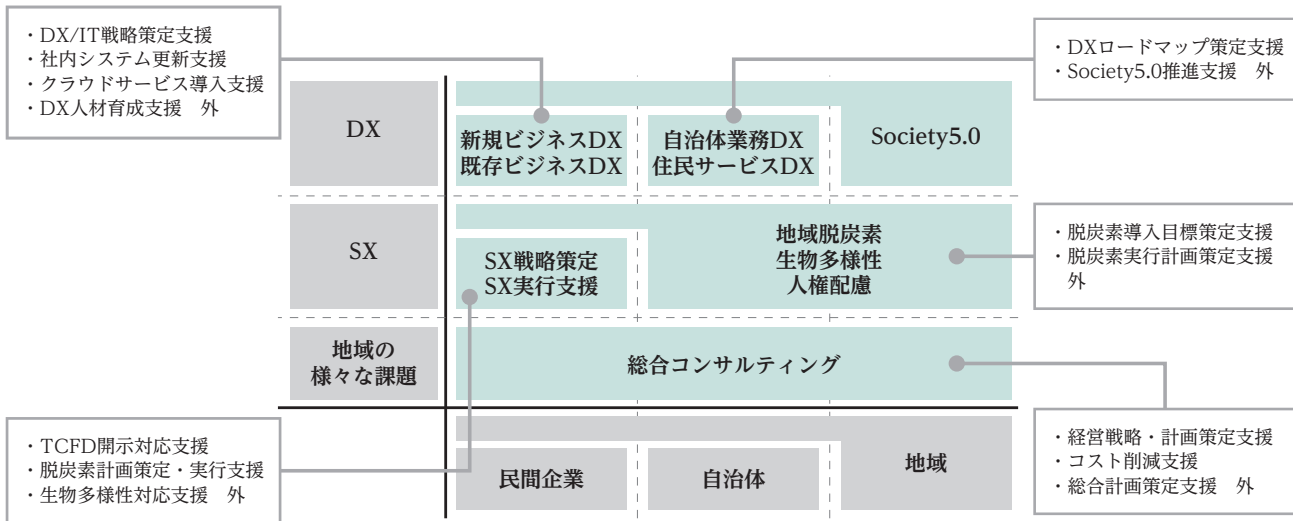 ・DX/IT戦略策定支援
・社内システム更新支援
・クラウドサービス導入支援
・DX人材育成支援　外
・DXロードマップ策定支援
・Society5.0推進支援　外
DX
新規ビジネスDX
既存ビジネスDX
自治体業務DX
住民サービスDX
Society5.0
SX
SX戦略策定
SX実行支援
地域脱炭素
生物多様性
人権配慮
・脱炭素導入目標策定支援
・脱炭素実行計画策定支援
外
地域の
様々な課題
総合コンサルティング
・TCFD開示対応支援
・脱炭素計画策定・実行支援
・生物多様性対応支援　外
民間企業
自治体
地域
・経営戦略・計画策定支援
・コスト削減支援
・総合計画策定支援　外